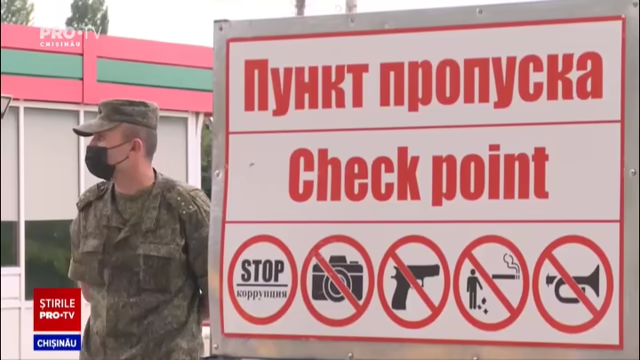 PRO•TV
CHIȘINĂU
Пункт пропуска
Check point
STOP
коррупция
ȘTIRILE
PRO•TV
CHIȘINĂU